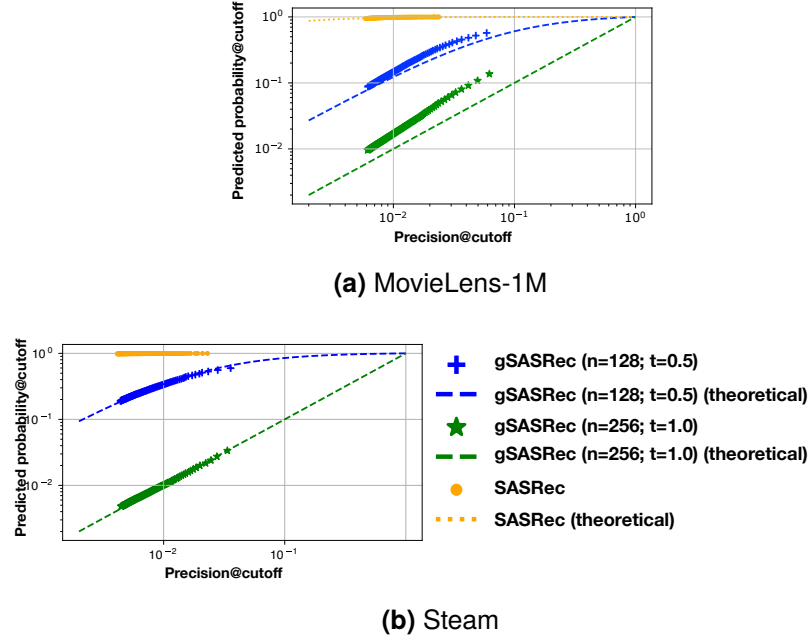 Predicted probability@cutoff
10⁰
10⁻¹
10⁻²
10⁻² 10⁻¹ 10⁰
Precision@cutoff
(a) MovieLens-1M
Predicted probability@cutoff
10⁰
10⁻¹
10⁻²
10⁻² 10⁻¹
Precision@cutoff
gSASRec (n=128; t=0.5)
gSASRec (n=128; t=0.5) (theoretical)
gSASRec (n=256; t=1.0)
gSASRec (n=256; t=1.0) (theoretical)
SASRec
SASRec (theoretical)
(b) Steam